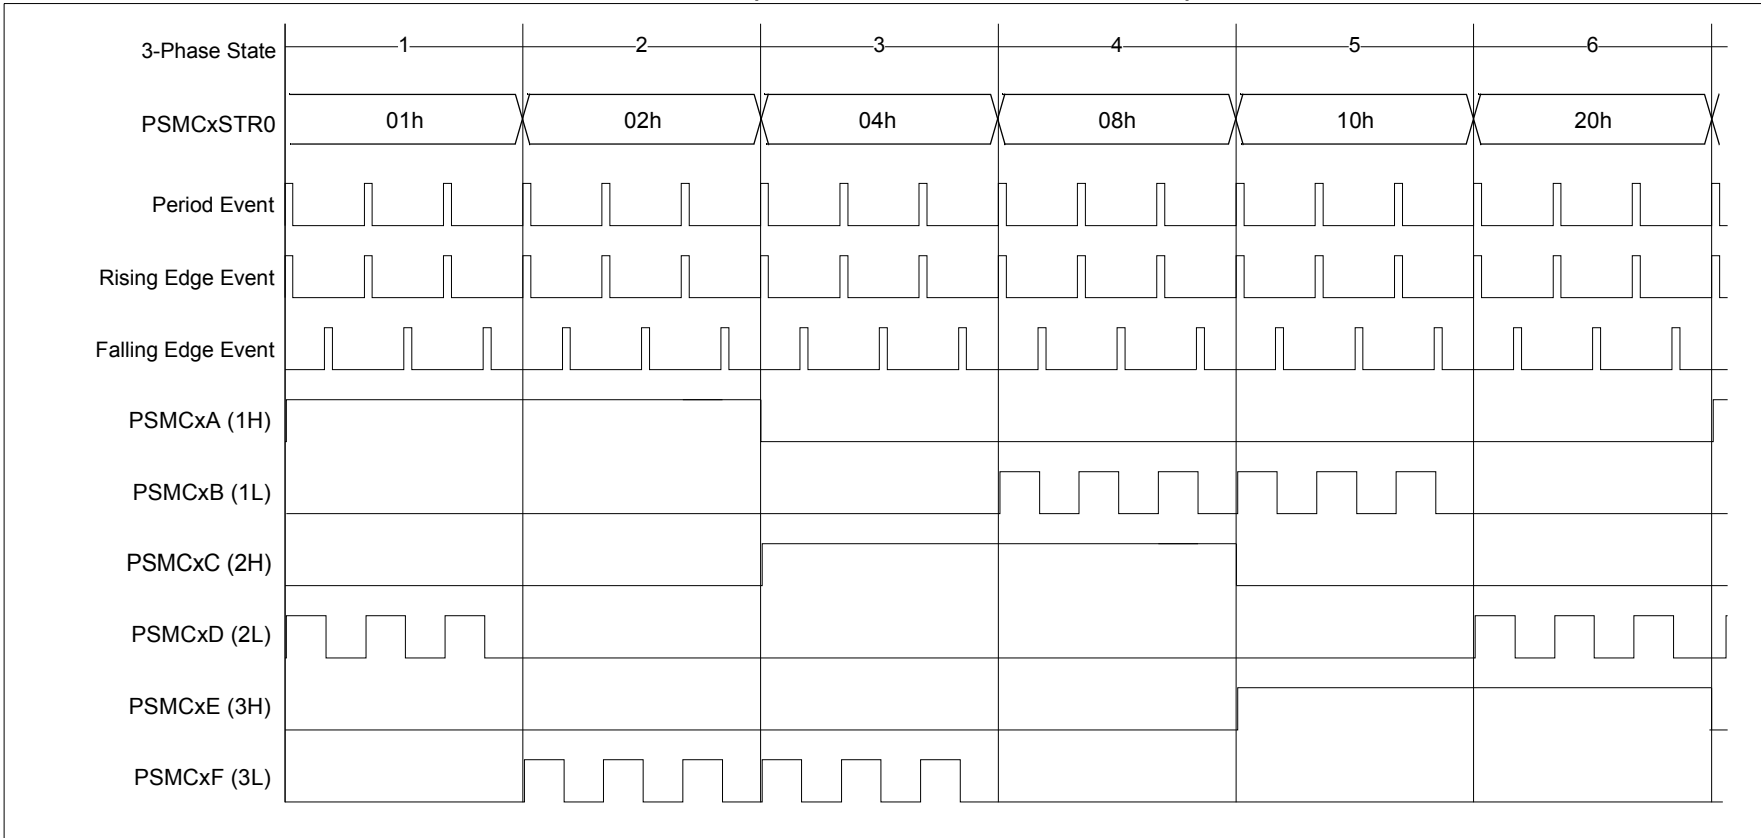 3-Phase State 1 2 3 4 5 6
PSMCxSTR0 01h 02h 04h 08h 10h 20h
Period Event
Rising Edge Event
Falling Edge Event
PSMCxA (1H)
PSMCxB (1L)
PSMCxC (2H)
PSMCxD (2L)
PSMCxE (3H)
PSMCxF (3L)